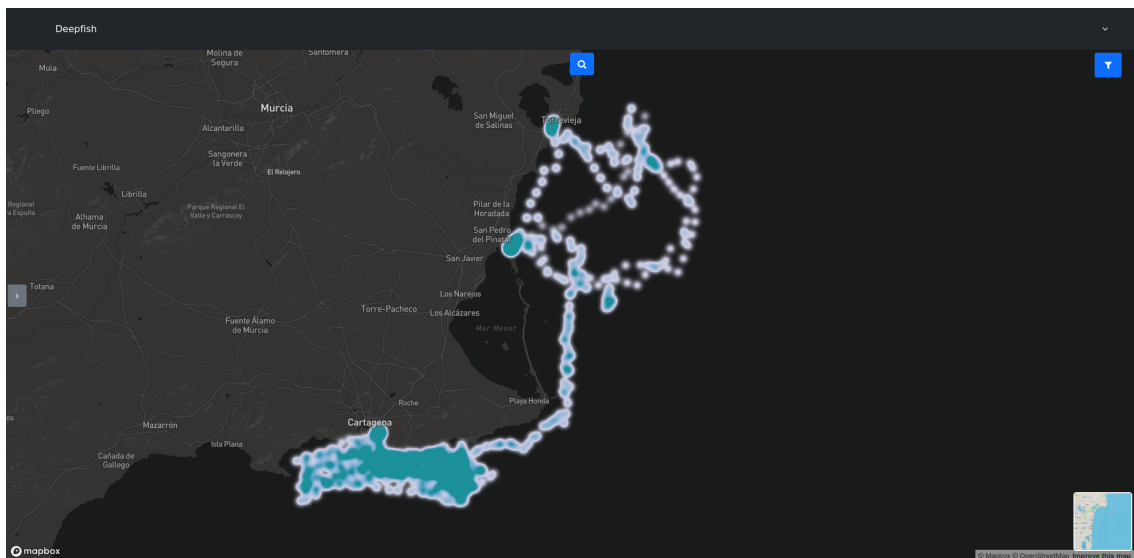 Deepfish
Molina de
Segura
Santomera
Mula
Murcia
Pliego
San Miguel
de Salinas
Torrevieja
Alcantarilla
Sangonera
la Verde
Fuente Librilla
El Relojero
Librilla
Regional
ra Espuña
Parque Regional El
Valle y Carrascoy
Alhama
de Murcia
Pilar de la
Horadada
San Pedro
del Pinatar
San Javier
Totana
Los Narejos
Torre-Pacheco
Los Alcázares
Fuente Álamo
de Murcia
Mar Menor
Roche
Playa Honda
Cartagena
Mazarrón
Isla Plana
Cañada de
Gallego
mapbox
© Mapbox © OpenStreetMap Improve this map